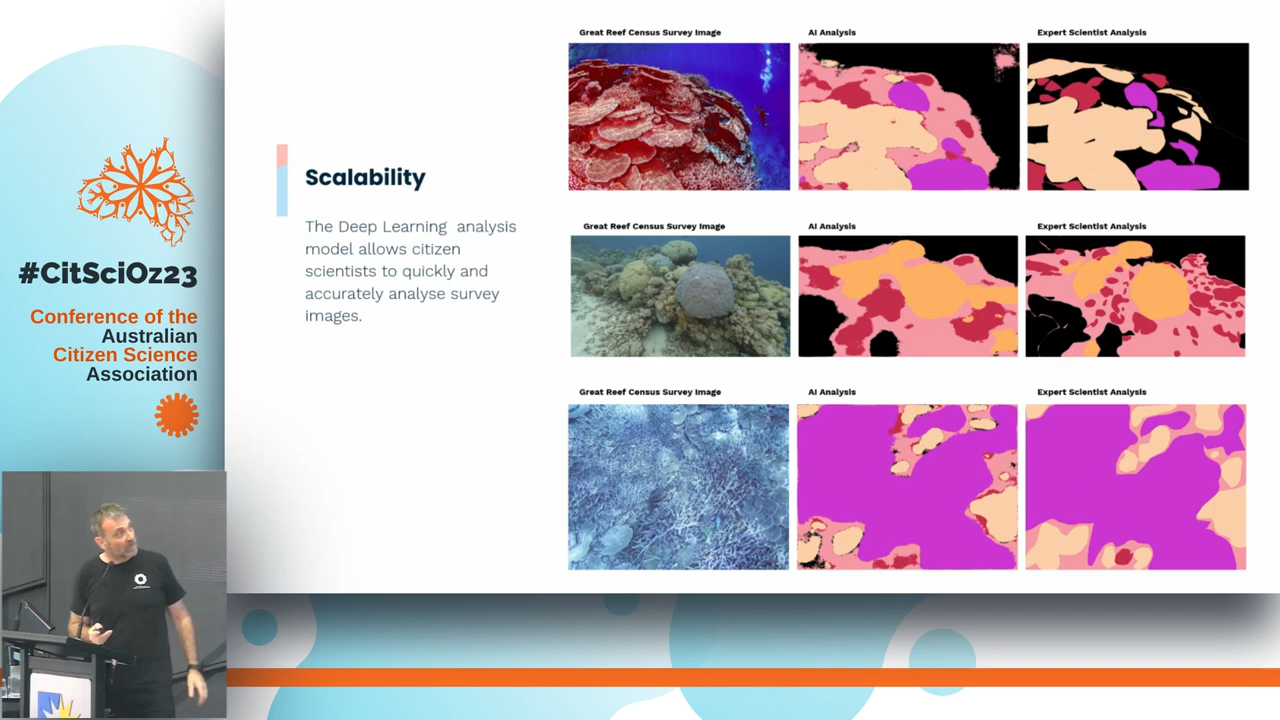 #CitSciOz23
Conference of the
Australian
Citizen Science
Association
Scalability
The Deep Learning analysis
model allows citizen
scientists to quickly and
accurately analyse survey
images.
Great Reef Census Survey Image
AI Analysis
Expert Scientist Analysis
Great Reef Census Survey Image
AI Analysis
Expert Scientist Analysis
Great Reef Census Survey Image
AI Analysis
Expert Scientist Analysis